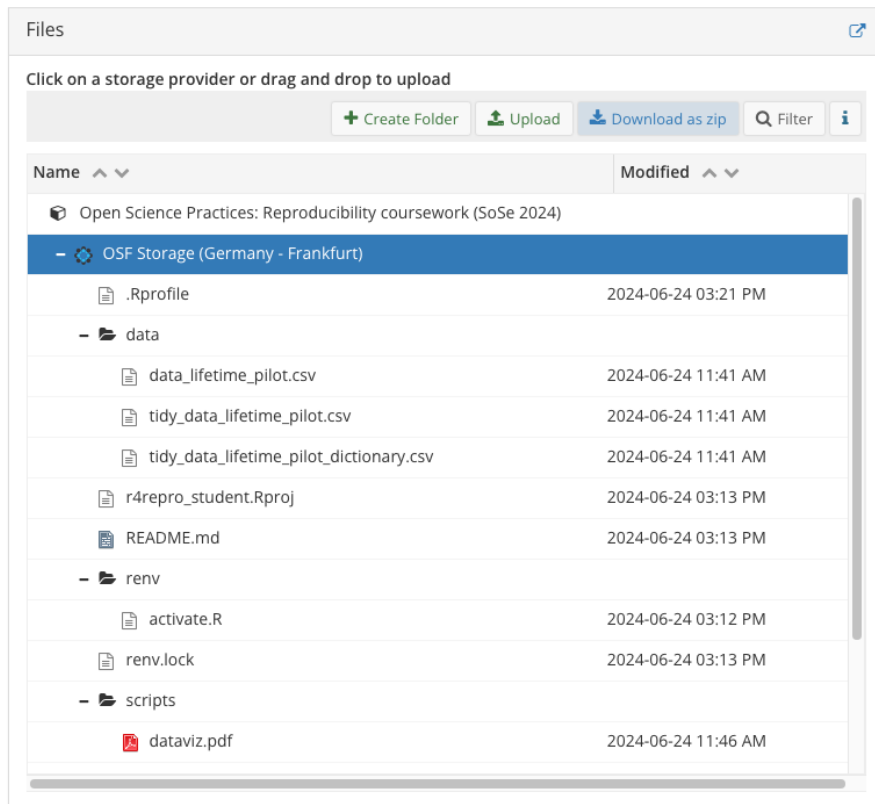 Files
Click on a storage provider or drag and drop to upload
Create Folder Upload Download as zip Filter i
Name Modified
Open Science Practices: Reproducibility coursework (SoSe 2024)
OSF Storage (Germany - Frankfurt)
.Rprofile 2024-06-24 03:21 PM
data
data_lifetime_pilot.csv 2024-06-24 11:41 AM
tidy_data_lifetime_pilot.csv 2024-06-24 11:41 AM
tidy_data_lifetime_pilot_dictionary.csv 2024-06-24 11:41 AM
r4repro_student.Rproj 2024-06-24 03:13 PM
README.md 2024-06-24 03:13 PM
renv
activate.R 2024-06-24 03:12 PM
renv.lock 2024-06-24 03:13 PM
scripts
dataviz.pdf 2024-06-24 11:46 AM